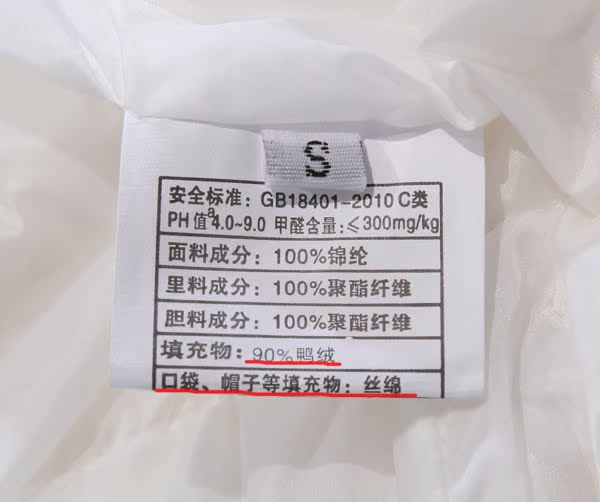 S
安全标准：GB18401-2010 C类
PH 值a4.0~9.0 甲醛含量：≤300mg/kg
面料成分：100%锦纶
里料成分：100%聚酯纤维
胆料成分：100%聚酯纤维
填充物：90%鸭绒
口袋、帽子等填充物：丝绵